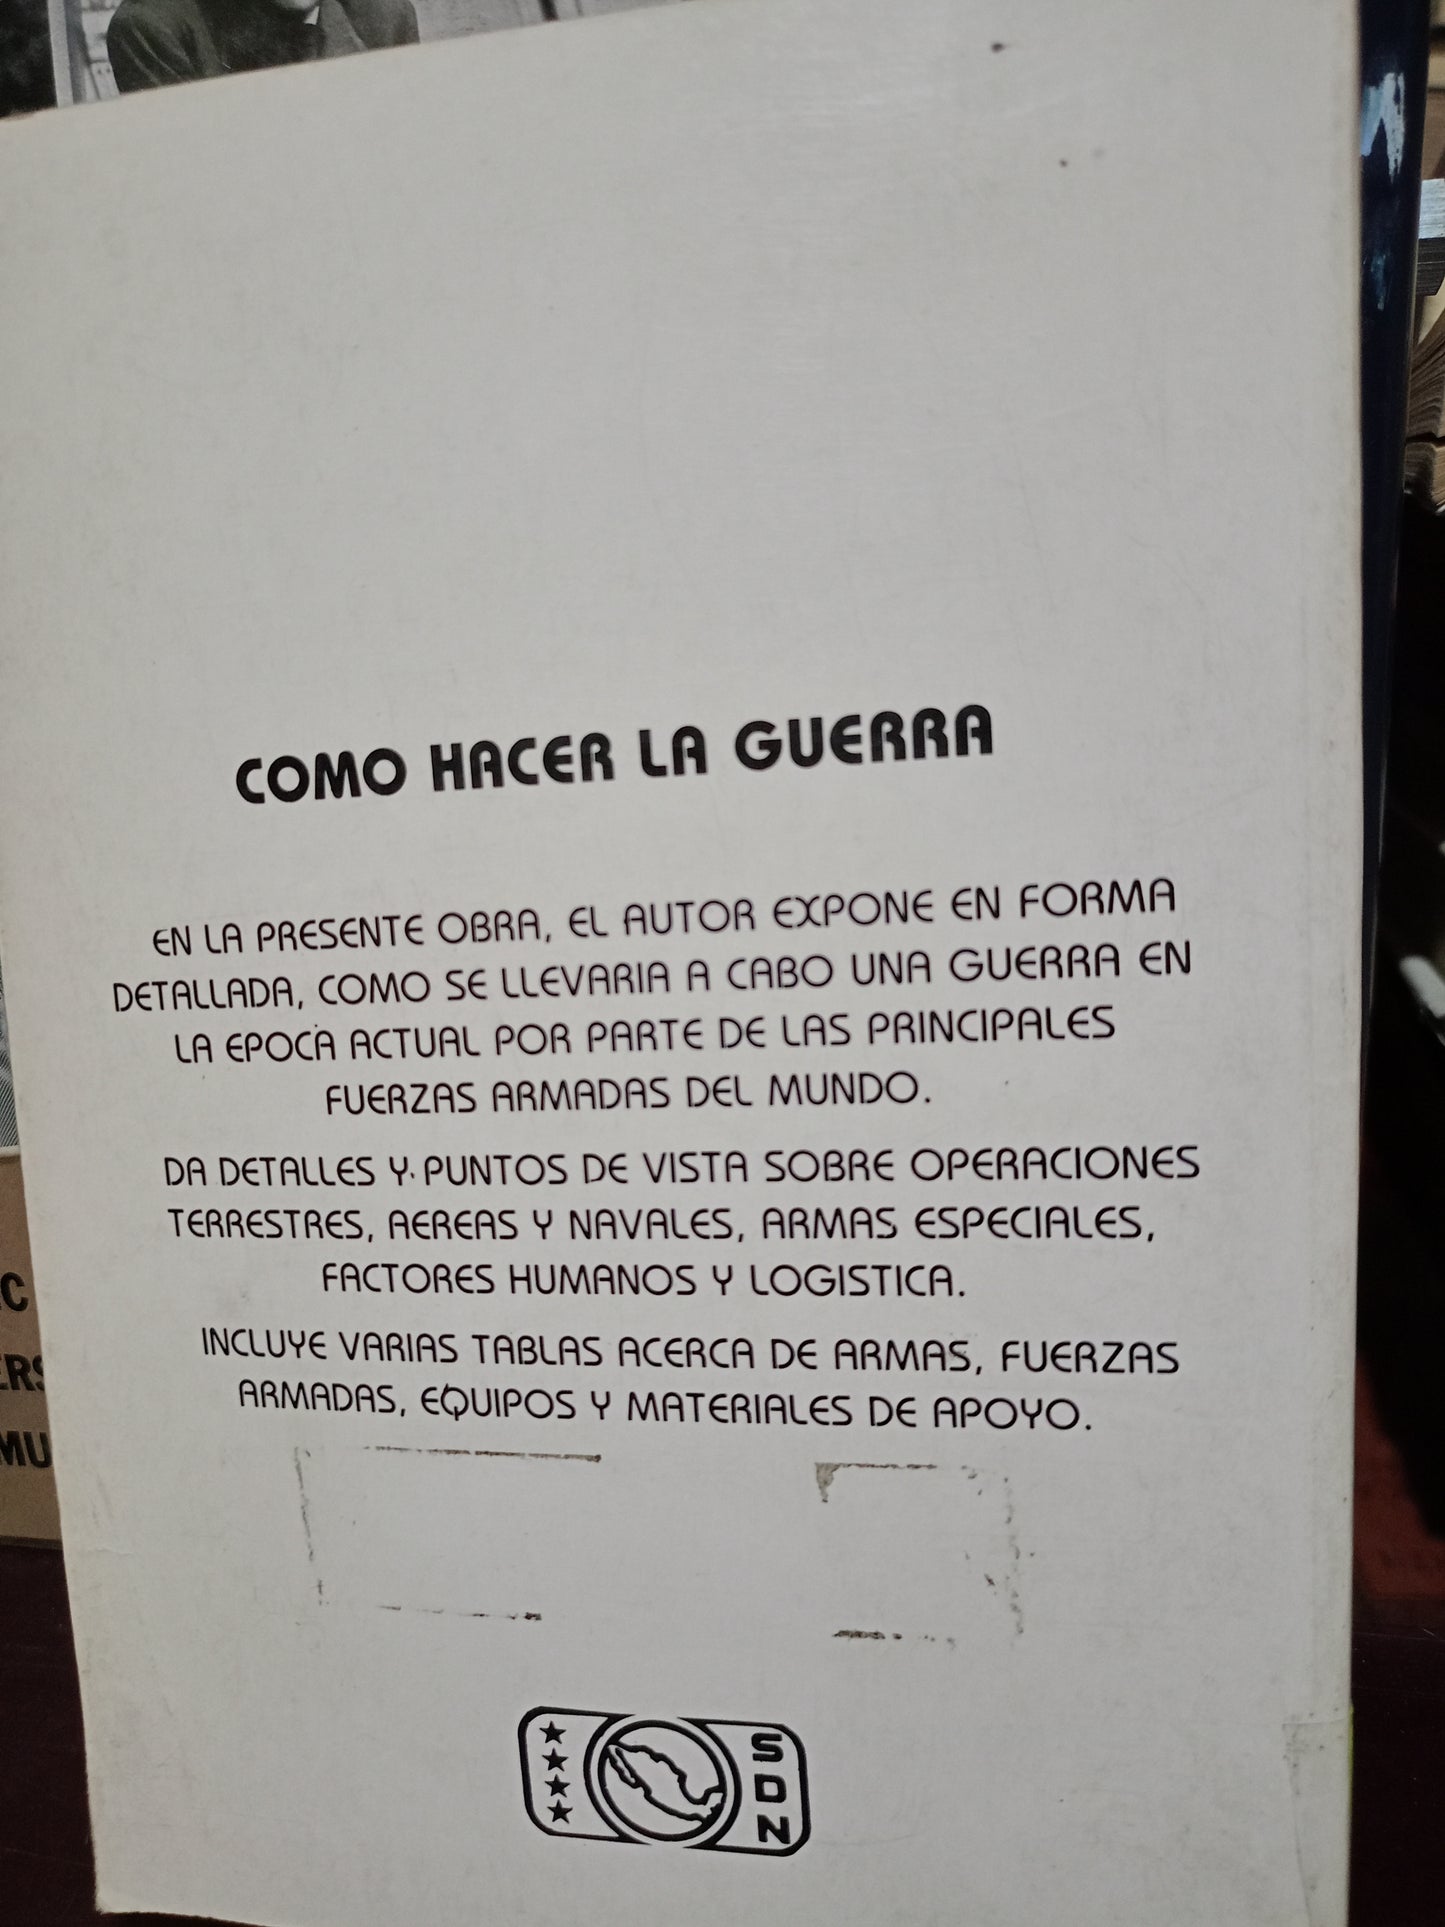 COMO HACER LA GUERRA
EN LA PRESENTE OBRA, EL AUTOR EXPONE EN FORMA
DETALLADA, COMO SE LLEVARIA A CABO UNA GUERRA EN
LA EPOCA ACTUAL POR PARTE DE LAS PRINCIPALES
FUERZAS ARMADAS DEL MUNDO.
DA DETALLES Y PUNTOS DE VISTA SOBRE OPERACIONES
TERRESTRES, AEREAS Y NAVALES, ARMAS ESPECIALES,
FACTORES HUMANOS Y LOGISTICA.
INCLUYE VARIAS TABLAS ACERCA DE ARMAS, FUERZAS
ARMADAS, EQUIPOS Y MATERIALES DE APOYO.
SDN